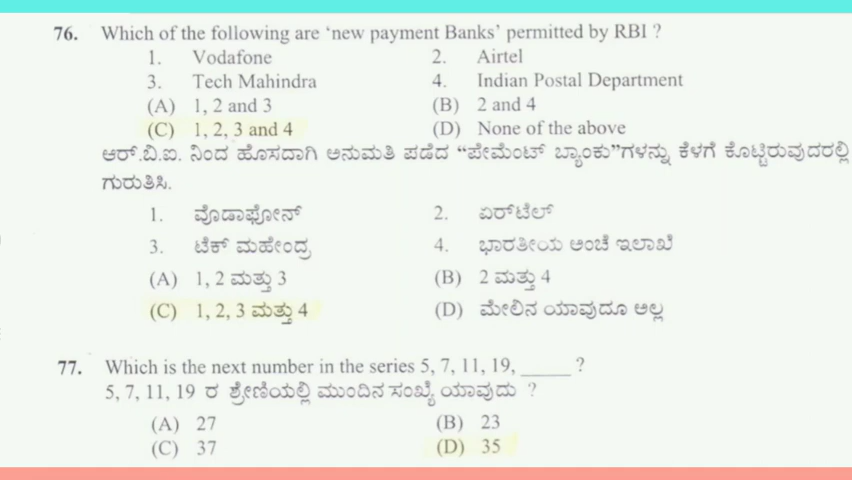 76. Which of the following are ‘new payment Banks’ permitted by RBI ?
1. Vodafone 2. Airtel
3. Tech Mahindra 4. Indian Postal Department
(A) 1, 2 and 3 (B) 2 and 4
(C) 1, 2, 3 and 4 (D) None of the above
ಆರ್.ಬಿ.ಐ. ನಿಂದ ಹೊಸದಾಗಿ ಅನುಮತಿ ಪಡೆದ “ಪೇಮೆಂಟ್ ಬ್ಯಾಂಕು”ಗಳನ್ನು ಕೆಳಗೆ ಕೊಟ್ಟಿರುವುದರಲ್ಲಿ
ಗುರುತಿಸಿ.
1. ವೊಡಾಫೋನ್ 2. ಏರ್‌ಟೆಲ್
3. ಟೆಕ್ ಮಹೇಂದ್ರ 4. ಭಾರತೀಯ ಅಂಚೆ ಇಲಾಖೆ
(A) 1, 2 ಮತ್ತು 3 (B) 2 ಮತ್ತು 4
(C) 1, 2, 3 ಮತ್ತು 4 (D) ಮೇಲಿನ ಯಾವುದೂ ಅಲ್ಲ
77. Which is the next number in the series 5, 7, 11, 19, _____ ?
5, 7, 11, 19 ರ ಶ್ರೇಣಿಯಲ್ಲಿ ಮುಂದಿನ ಸಂಖ್ಯೆ ಯಾವುದು ?
(A) 27 (B) 23
(C) 37 (D) 35